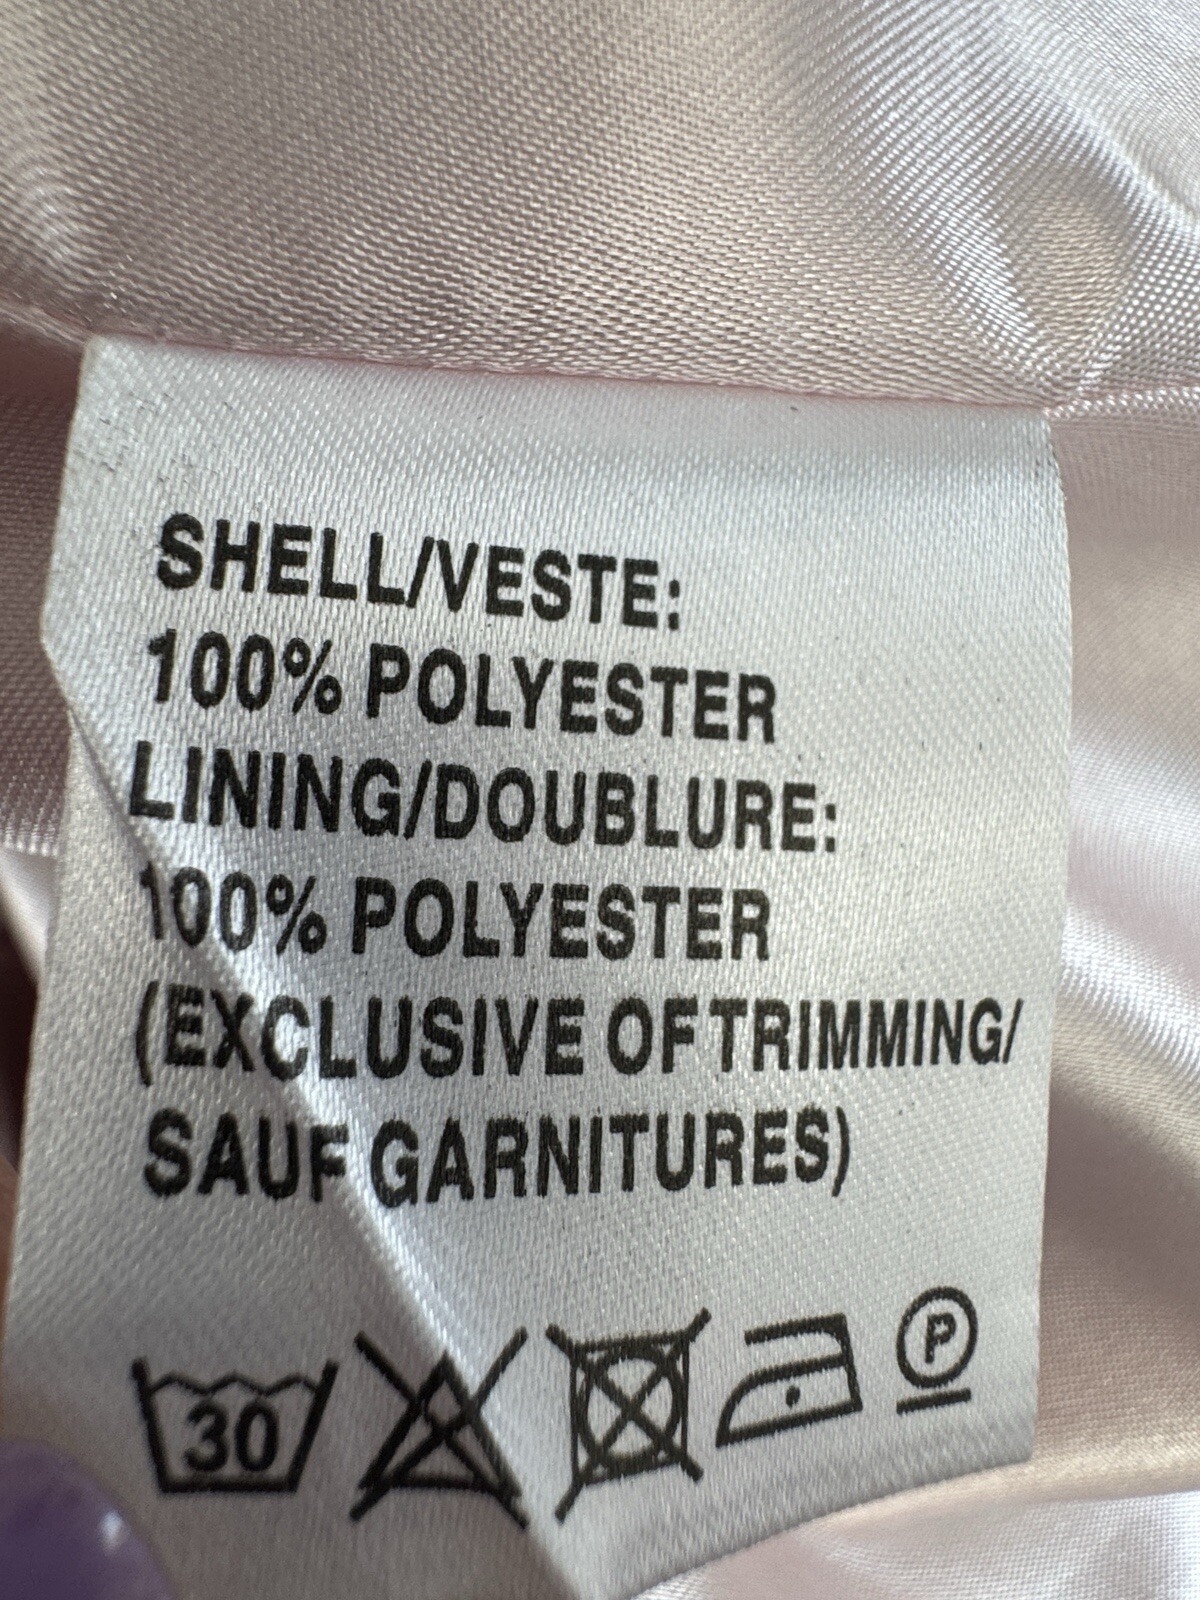 SHELL/VESTE:
100% POLYESTER
LINING/DOUBLURE:
100% POLYESTER
(EXCLUSIVE OF TRIMMING/
SAUF GARNITURES)
30
P